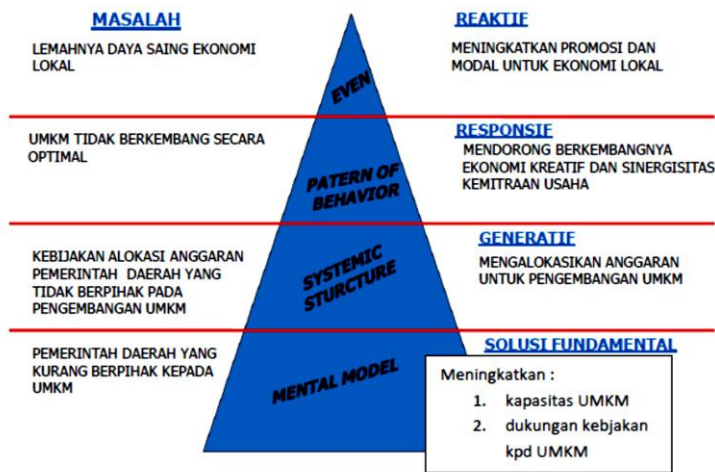 MASALAH
REAKTIF
LEMAHNYA DAYA SAING EKONOMI
LOKAL
EVEN
MENINGKATKAN PROMOSI DAN
MODAL UNTUK EKONOMI LOKAL
UMKM TIDAK BERKEMBANG SECARA
OPTIMAL
PATERN OF
BEHAVIOR
RESPONSIF
MENDORONG BERKEMBANGNYA
EKONOMI KREATIF DAN SINERGISITAS
KEMITRAAN USAHA
KEBIJAKAN ALOKASI ANGGARAN
PEMERINTAH DAERAH YANG
TIDAK BERPIHAK PADA
PENGEMBANGAN UMKM
SYSTEMIC
STURCTURE
GENERATIF
MENGALOKASIKAN ANGGARAN
UNTUK PENGEMBANGAN UMKM
PEMERINTAH DAERAH YANG
KURANG BERPIHAK KEPADA
UMKM
MENTAL MODEL
SOLUSI FUNDAMENTAL
Meningkatkan :
1. kapasitas UMKM
2. dukungan kebjakan
kpd UMKM